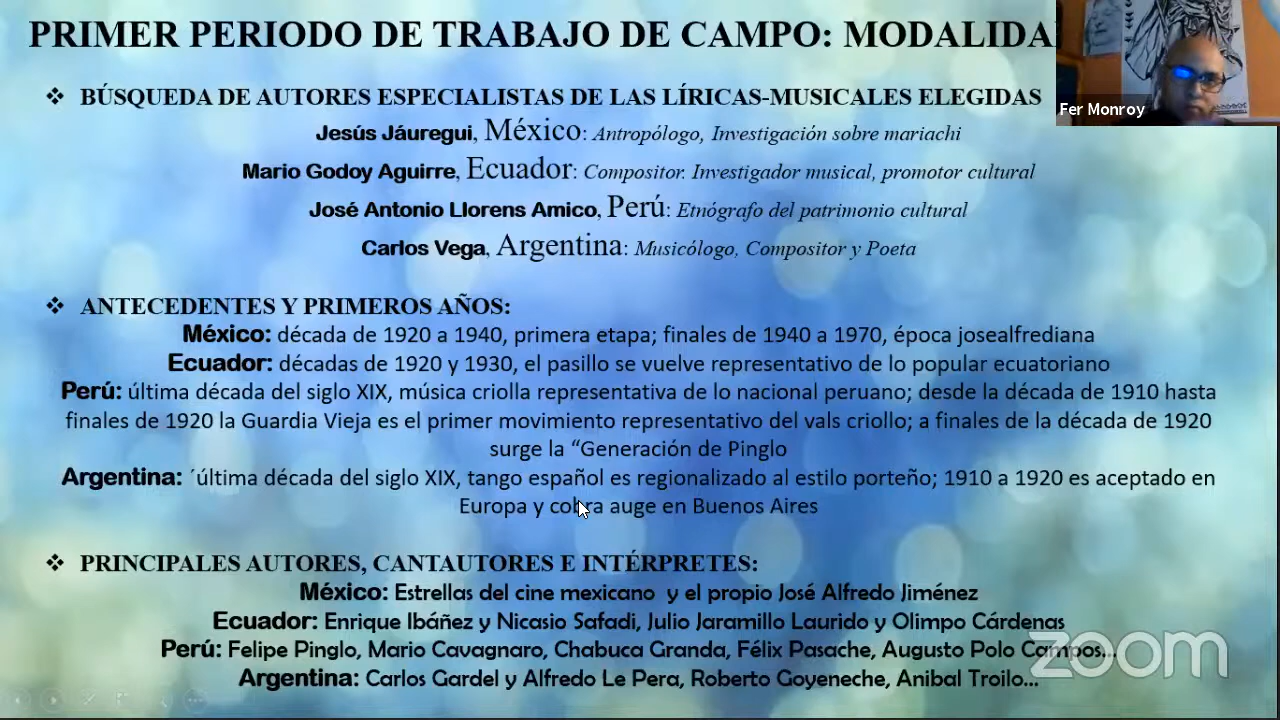 PRIMER PERIODO DE TRABAJO DE CAMPO: MODALIDA
Fer Monroy
❖ BÚSQUEDA DE AUTORES ESPECIALISTAS DE LAS LÍRICAS-MUSICALES ELEGIDAS
Jesús Jáuregui, México: Antropólogo, Investigación sobre mariachi
Mario Godoy Aguirre, Ecuador: Compositor. Investigador musical, promotor cultural
José Antonio Llorens Amico, Perú: Etnógrafo del patrimonio cultural
Carlos Vega, Argentina: Musicólogo, Compositor y Poeta
❖ ANTECEDENTES Y PRIMEROS AÑOS:
México: década de 1920 a 1940, primera etapa; finales de 1940 a 1970, época josealfrediana
Ecuador: décadas de 1920 y 1930, el pasillo se vuelve representativo de lo popular ecuatoriano
Perú: última década del siglo XIX, música criolla representativa de lo nacional peruano; desde la década de 1910 hasta
finales de 1920 la Guardia Vieja es el primer movimiento representativo del vals criollo; a finales de la década de 1920
surge la “Generación de Pinglo
Argentina: ´última década del siglo XIX, tango español es regionalizado al estilo porteño; 1910 a 1920 es aceptado en
Europa y cobra auge en Buenos Aires
❖ PRINCIPALES AUTORES, CANTAUTORES E INTÉRPRETES:
México: Estrellas del cine mexicano y el propio José Alfredo Jiménez
Ecuador: Enrique Ibáñez y Nicasio Safadi, Julio Jaramillo Laurido y Olimpo Cárdenas
Perú: Felipe Pinglo, Mario Cavagnaro, Chabuca Granda, Félix Pasache, Augusto Polo Campos...
Argentina: Carlos Gardel y Alfredo Le Pera, Roberto Goyeneche, Anibal Troilo...
zoom